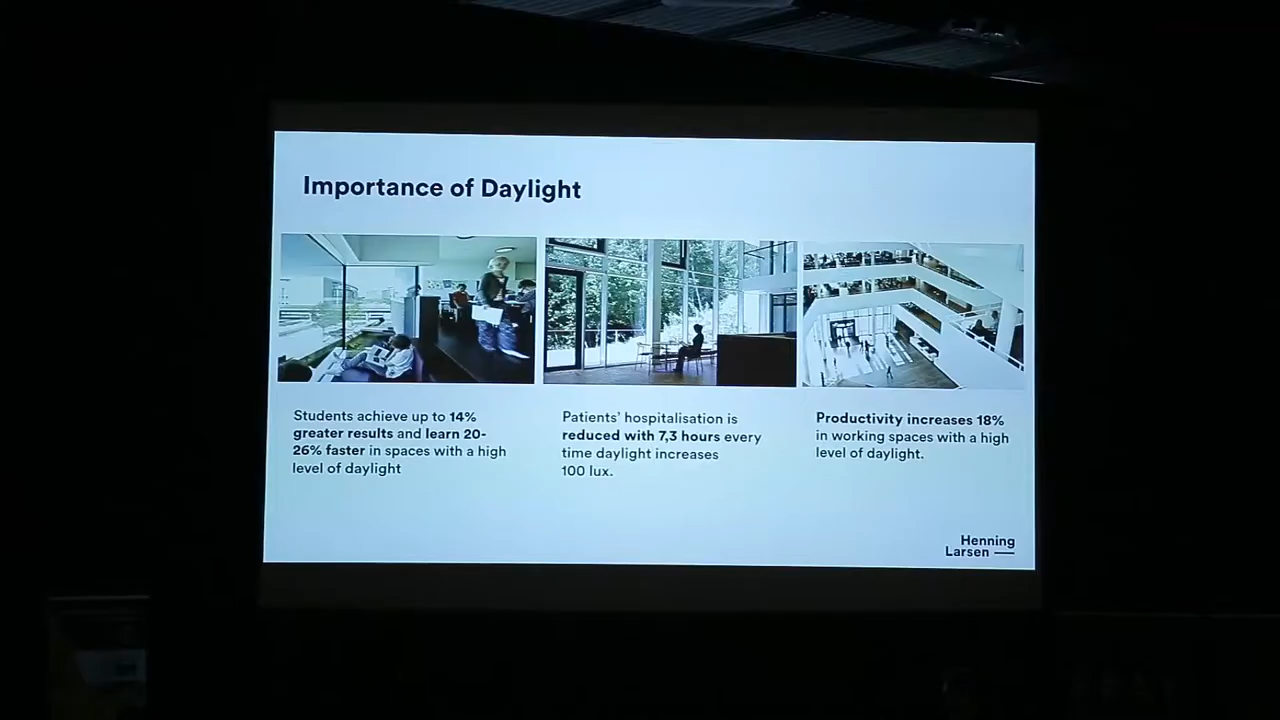 Importance of Daylight
Students achieve up to 14%
greater results and learn 20-
26% faster in spaces with a high
level of daylight
Patients' hospitalisation is
reduced with 7,3 hours every
time daylight increases
100 lux.
Productivity increases 18%
in working spaces with a high
level of daylight.
Henning
Larsen —